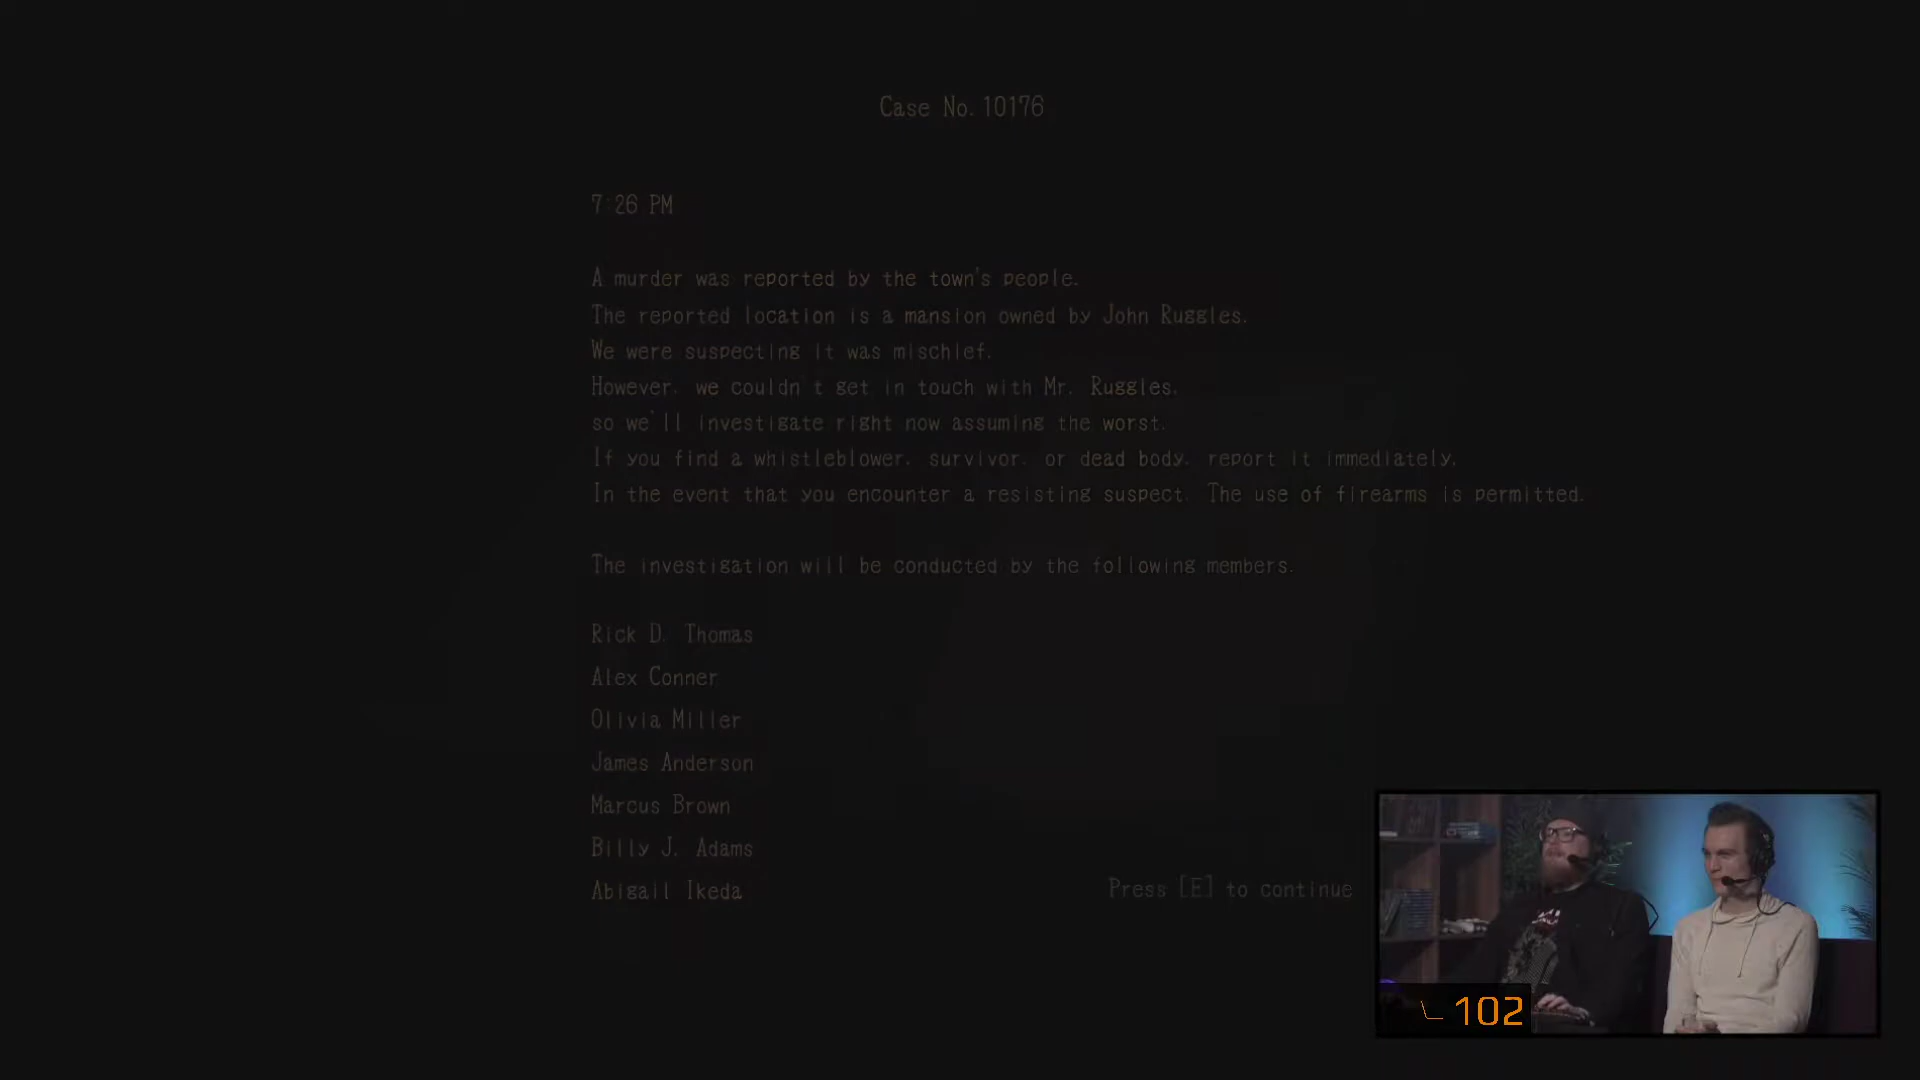 Case No. 10176
7:26 PM
A murder was reported by the town's people.
The reported location is a mansion owned by John Ruggles.
We were suspecting it was mischief.
However, we couldn't get in touch with Mr. Ruggles,
so we'll investigate right now assuming the worst.
If you find a whistleblower, survivor, or dead body, report it immediately.
In the event that you encounter a resisting suspect. The use of firearms is permitted.
The investigation will be conducted by the following members.
Rick D. Thomas
Alex Conner
Olivia Miller
James Anderson
Marcus Brown
Billy J. Adams
Abigail Ikeda
Press [E] to continue
102